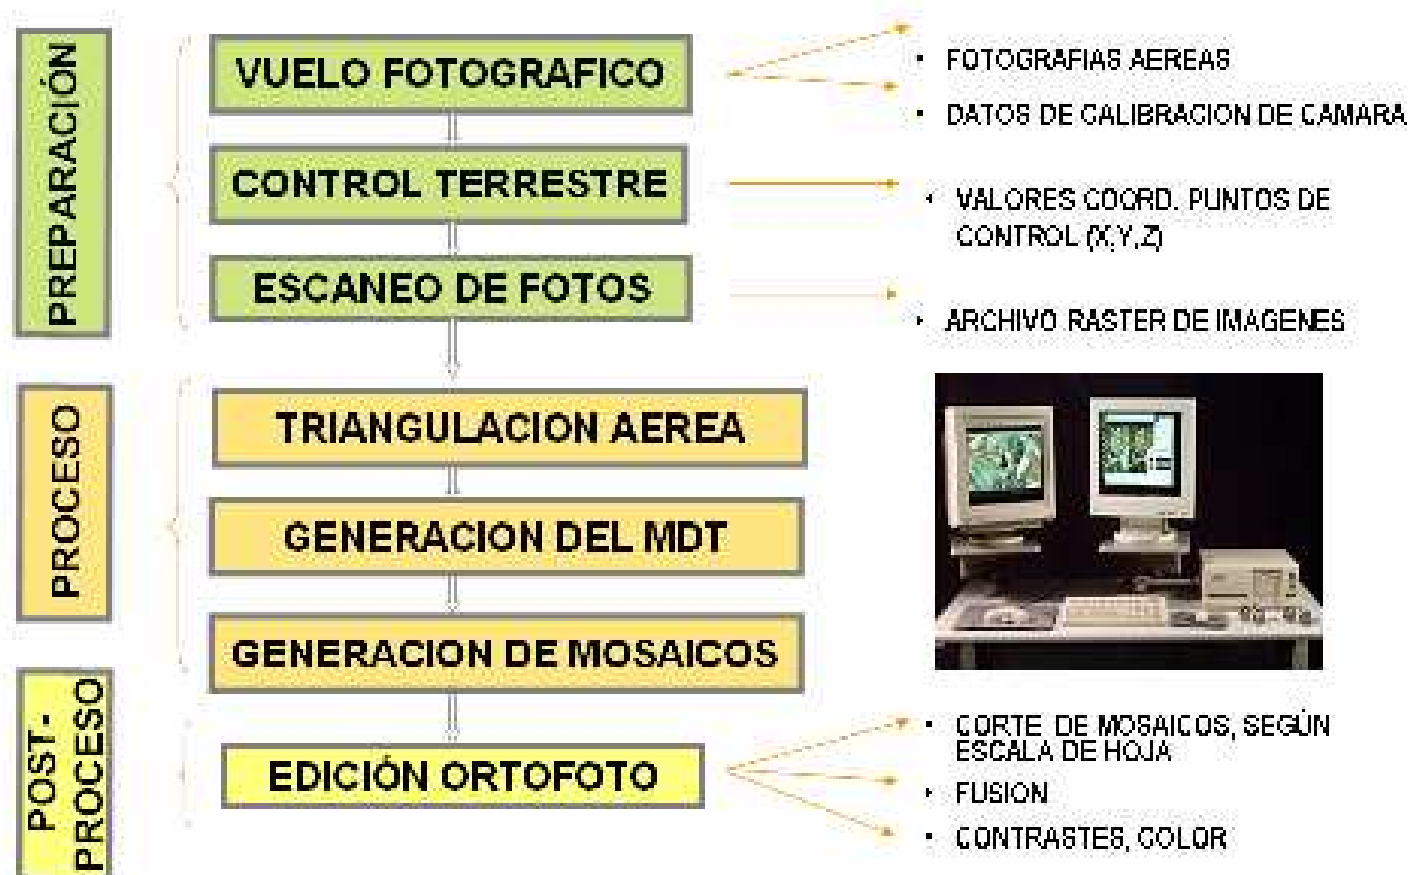 PREPARACIÓN
VUELO FOTOGRAFICO
• FOTOGRAFIAS AEREAS
• DATOS DE CALIBRACION DE CAMARA
CONTROL TERRESTRE
• VALORES COORD. PUNTOS DE
CONTROL (X,Y,Z)
ESCANEO DE FOTOS
• ARCHIVO RASTER DE IMAGENES
PROCESO
TRIANGULACION AEREA
GENERACION DEL MDT
GENERACION DE MOSAICOS
POST-
PROCESO
EDICIÓN ORTOFOTO
• CORTE DE MOSAICOS, SEGÚN
ESCALA DE HOJA
• FUSION
• CONTRASTES, COLOR